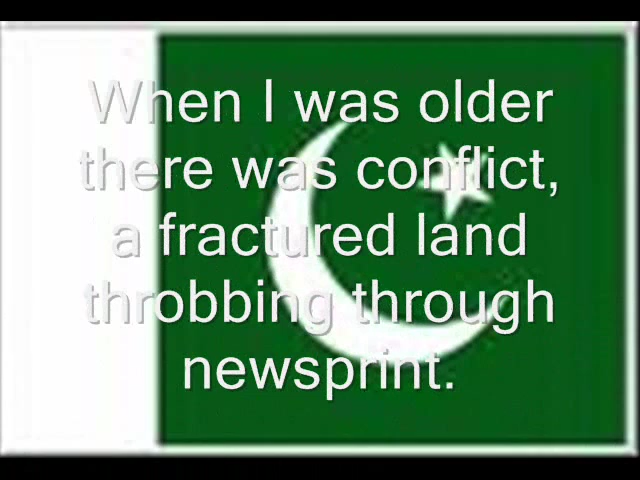 When I was older
there was conflict,
a fractured land
throbbing through
newsprint.